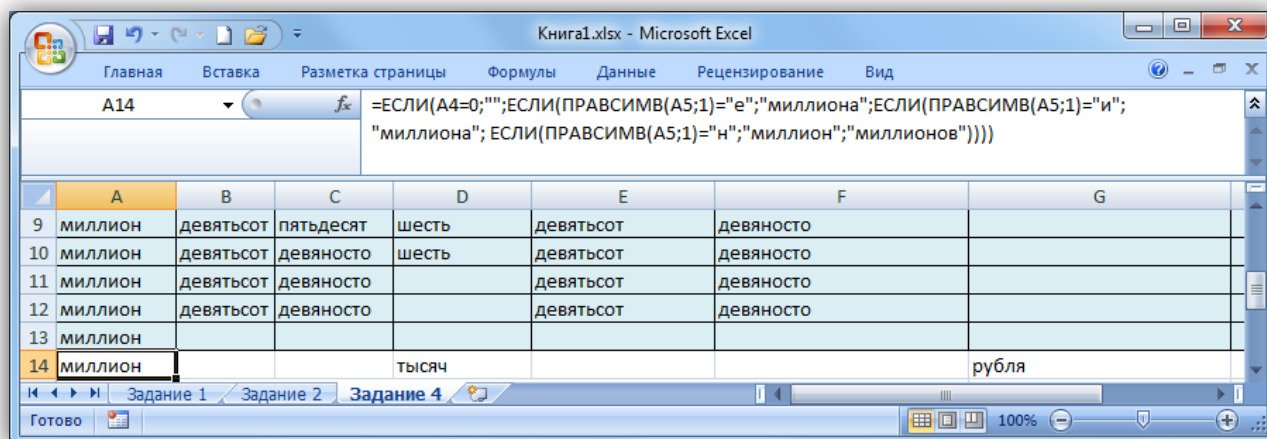 Книга1.xlsx - Microsoft Excel
Главная Вставка Разметка страницы Формулы Данные Рецензирование Вид
A14 fx =ЕСЛИ(A4=0;"";ЕСЛИ(ПРАВСИМВ(A5;1)="е";"миллиона";ЕСЛИ(ПРАВСИМВ(A5;1)="и";
"миллиона"; ЕСЛИ(ПРАВСИМВ(A5;1)="н";"миллион";"миллионов"))))
A B C D E F G
9 миллион девятьсот пятьдесят шесть девятьсот девяносто
10 миллион девятьсот девяносто шесть девятьсот девяносто
11 миллион девятьсот девяносто девятьсот девяносто
12 миллион девятьсот девяносто девятьсот девяносто
13 миллион
14 миллион тысяч рубля
Задание 1 Задание 2 Задание 4
Готово 100%